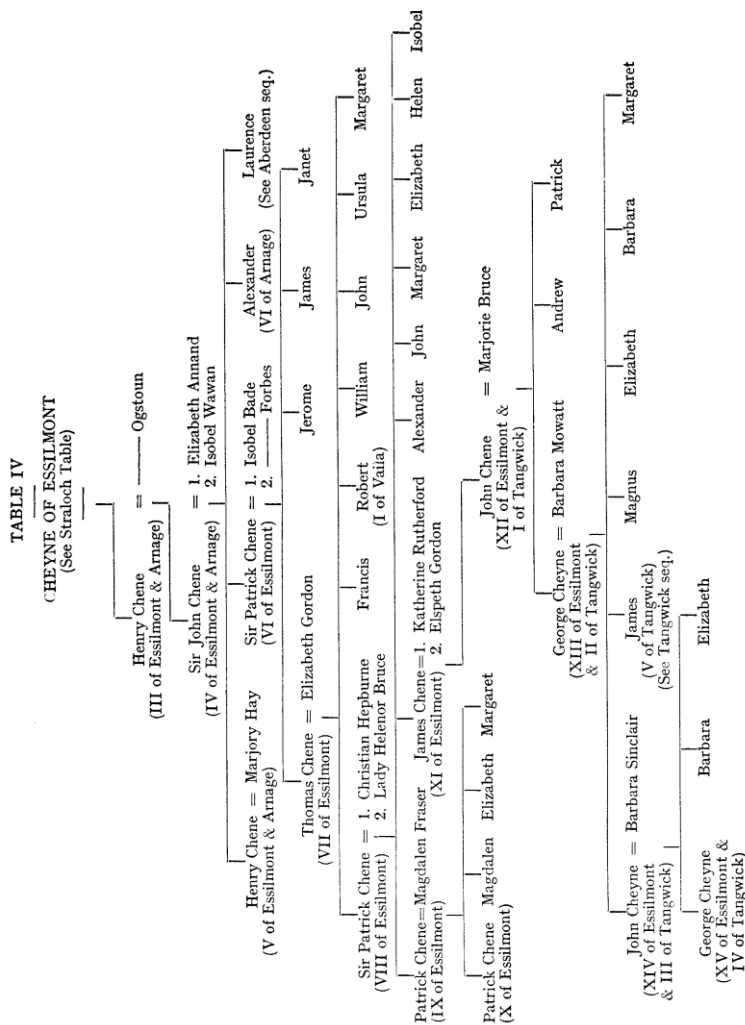 TABLE IV
CHEYNE OF ESSILMONT
(See Straloch Table)
Henry Chene = ——— Ogstoun
(III of Essilmont & Arnage)
Sir John Chene = 1. Elizabeth Annand
(IV of Essilmont & Arnage) 2. Isobel Wawan
Henry Chene = Marjory Hay Sir Patrick Chene = 1. Isobel Bade Alexander Laurence
(V of Essilmont & Arnage) (VI of Essilmont) 2. ——— Forbes (VI of Arnage) (See Aberdeen seq.)
Thomas Chene = Elizabeth Gordon Jerome James Janet
(VII of Essilmont)
Sir Patrick Chene = 1. Christian Hepburne Francis Robert William John Ursula Margaret
(VIII of Essilmont) 2. Lady Helenor Bruce (I of Vaila)
Patrick Chene=Magdalen Fraser James Chene=1. Katherine Rutherford Alexander John Margaret Elizabeth Helen Isobel
(IX of Essilmont) (XI of Essilmont) 2. Elspeth Gordon
Patrick Chene Magdalen Elizabeth Margaret John Chene = Marjorie Bruce
(X of Essilmont) (XII of Essilmont &
I of Tangwick)
George Cheyne = Barbara Mowatt Andrew Patrick
(XIII of Essilmont
& II of Tangwick)
John Cheyne = Barbara Sinclair James Magnus Elizabeth Barbara Margaret
(XIV of Essilmont (V of Tangwick)
& III of Tangwick) (See Tangwick seq.)
George Cheyne Barbara Elizabeth
(XV of Essilmont &
IV of Tangwick)